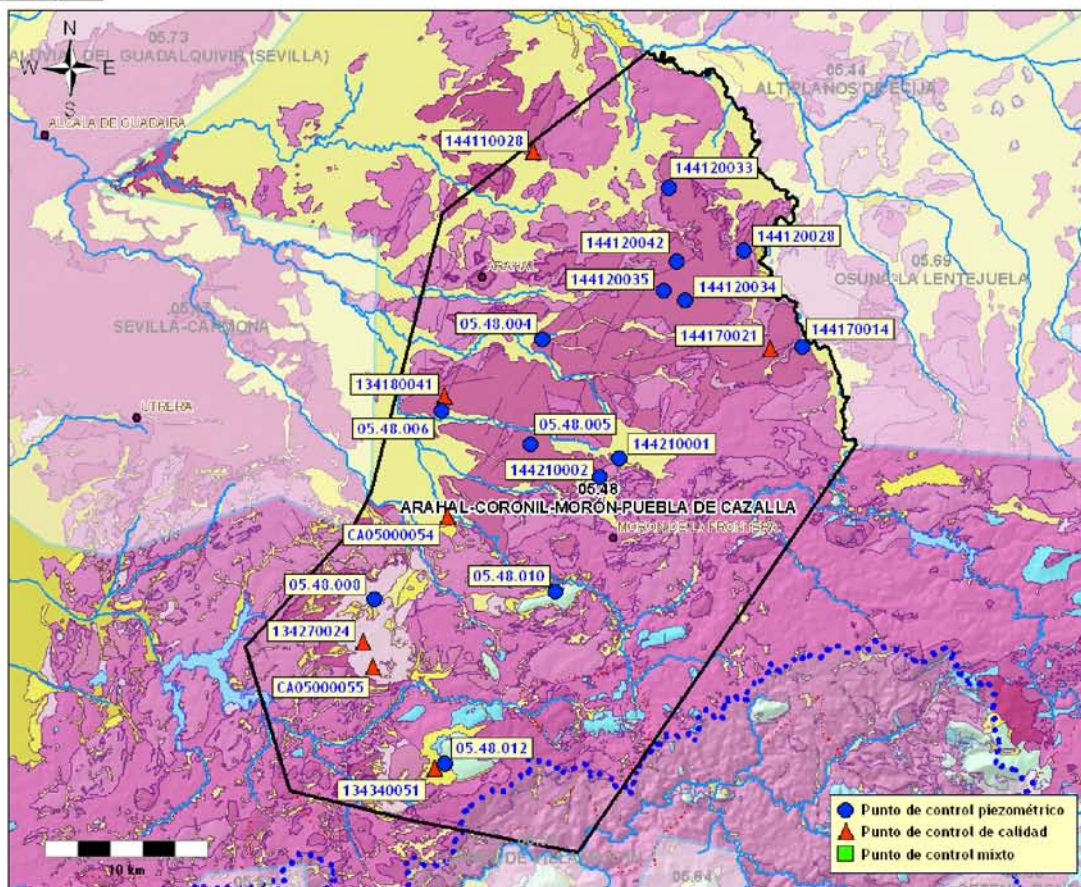 N
W E
S
05.73
ALUVIAL DEL GUADALQUIVIR (SEVILLA)
05.44
ALTIPLANOS DE ECIJA
ALCALA DE GUADAIRA
144110028
144120033
144120042
144120028
05.69
OSUNA-LA LENTEJUELA
ARAHAL
144120035
144120034
05.47
SEVILLA-CARMONA
05.48.004
144170021
144170014
134180041
UTRERA
05.48.006
05.48.005
144210001
144210002
05.48
ARAHAL-CORONIL-MORÓN-PUEBLA DE CAZALLA
MORON DE LA FRONTERA
CA05000054
05.48.008
05.48.010
134270024
CA05000055
05.48.012
134340051
Punto de control piezométrico
Punto de control de calidad
Punto de control mixto
10 km
05.64